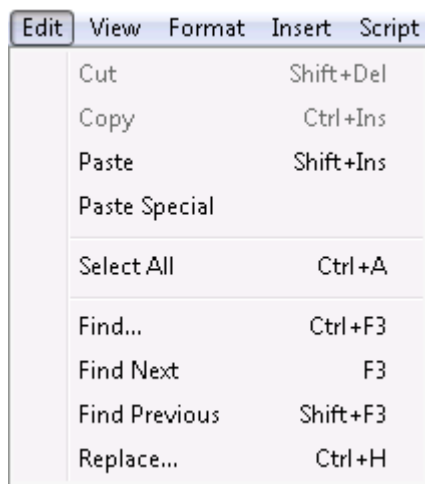 Edit View Format Insert Script
Cut Shift+Del
Copy Ctrl+Ins
Paste Shift+Ins
Paste Special
Select All Ctrl+A
Find... Ctrl+F3
Find Next F3
Find Previous Shift+F3
Replace... Ctrl+H